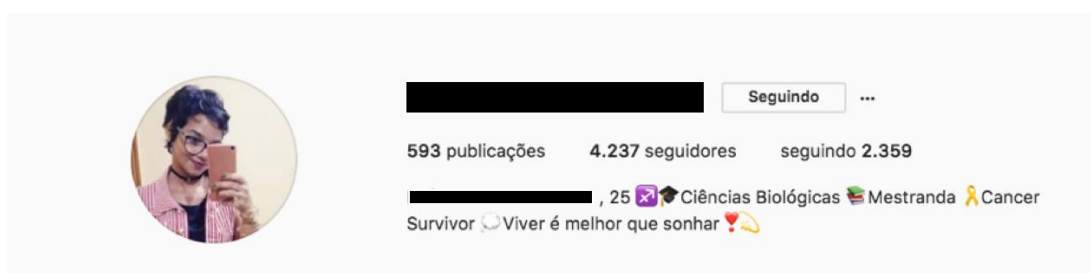 Seguindo ...
593 publicações 4.237 seguidores seguindo 2.359
, 25 ♐🎓Ciências Biológicas 📚Mestranda 🎗Cancer
Survivor 💭Viver é melhor que sonhar ❣💫